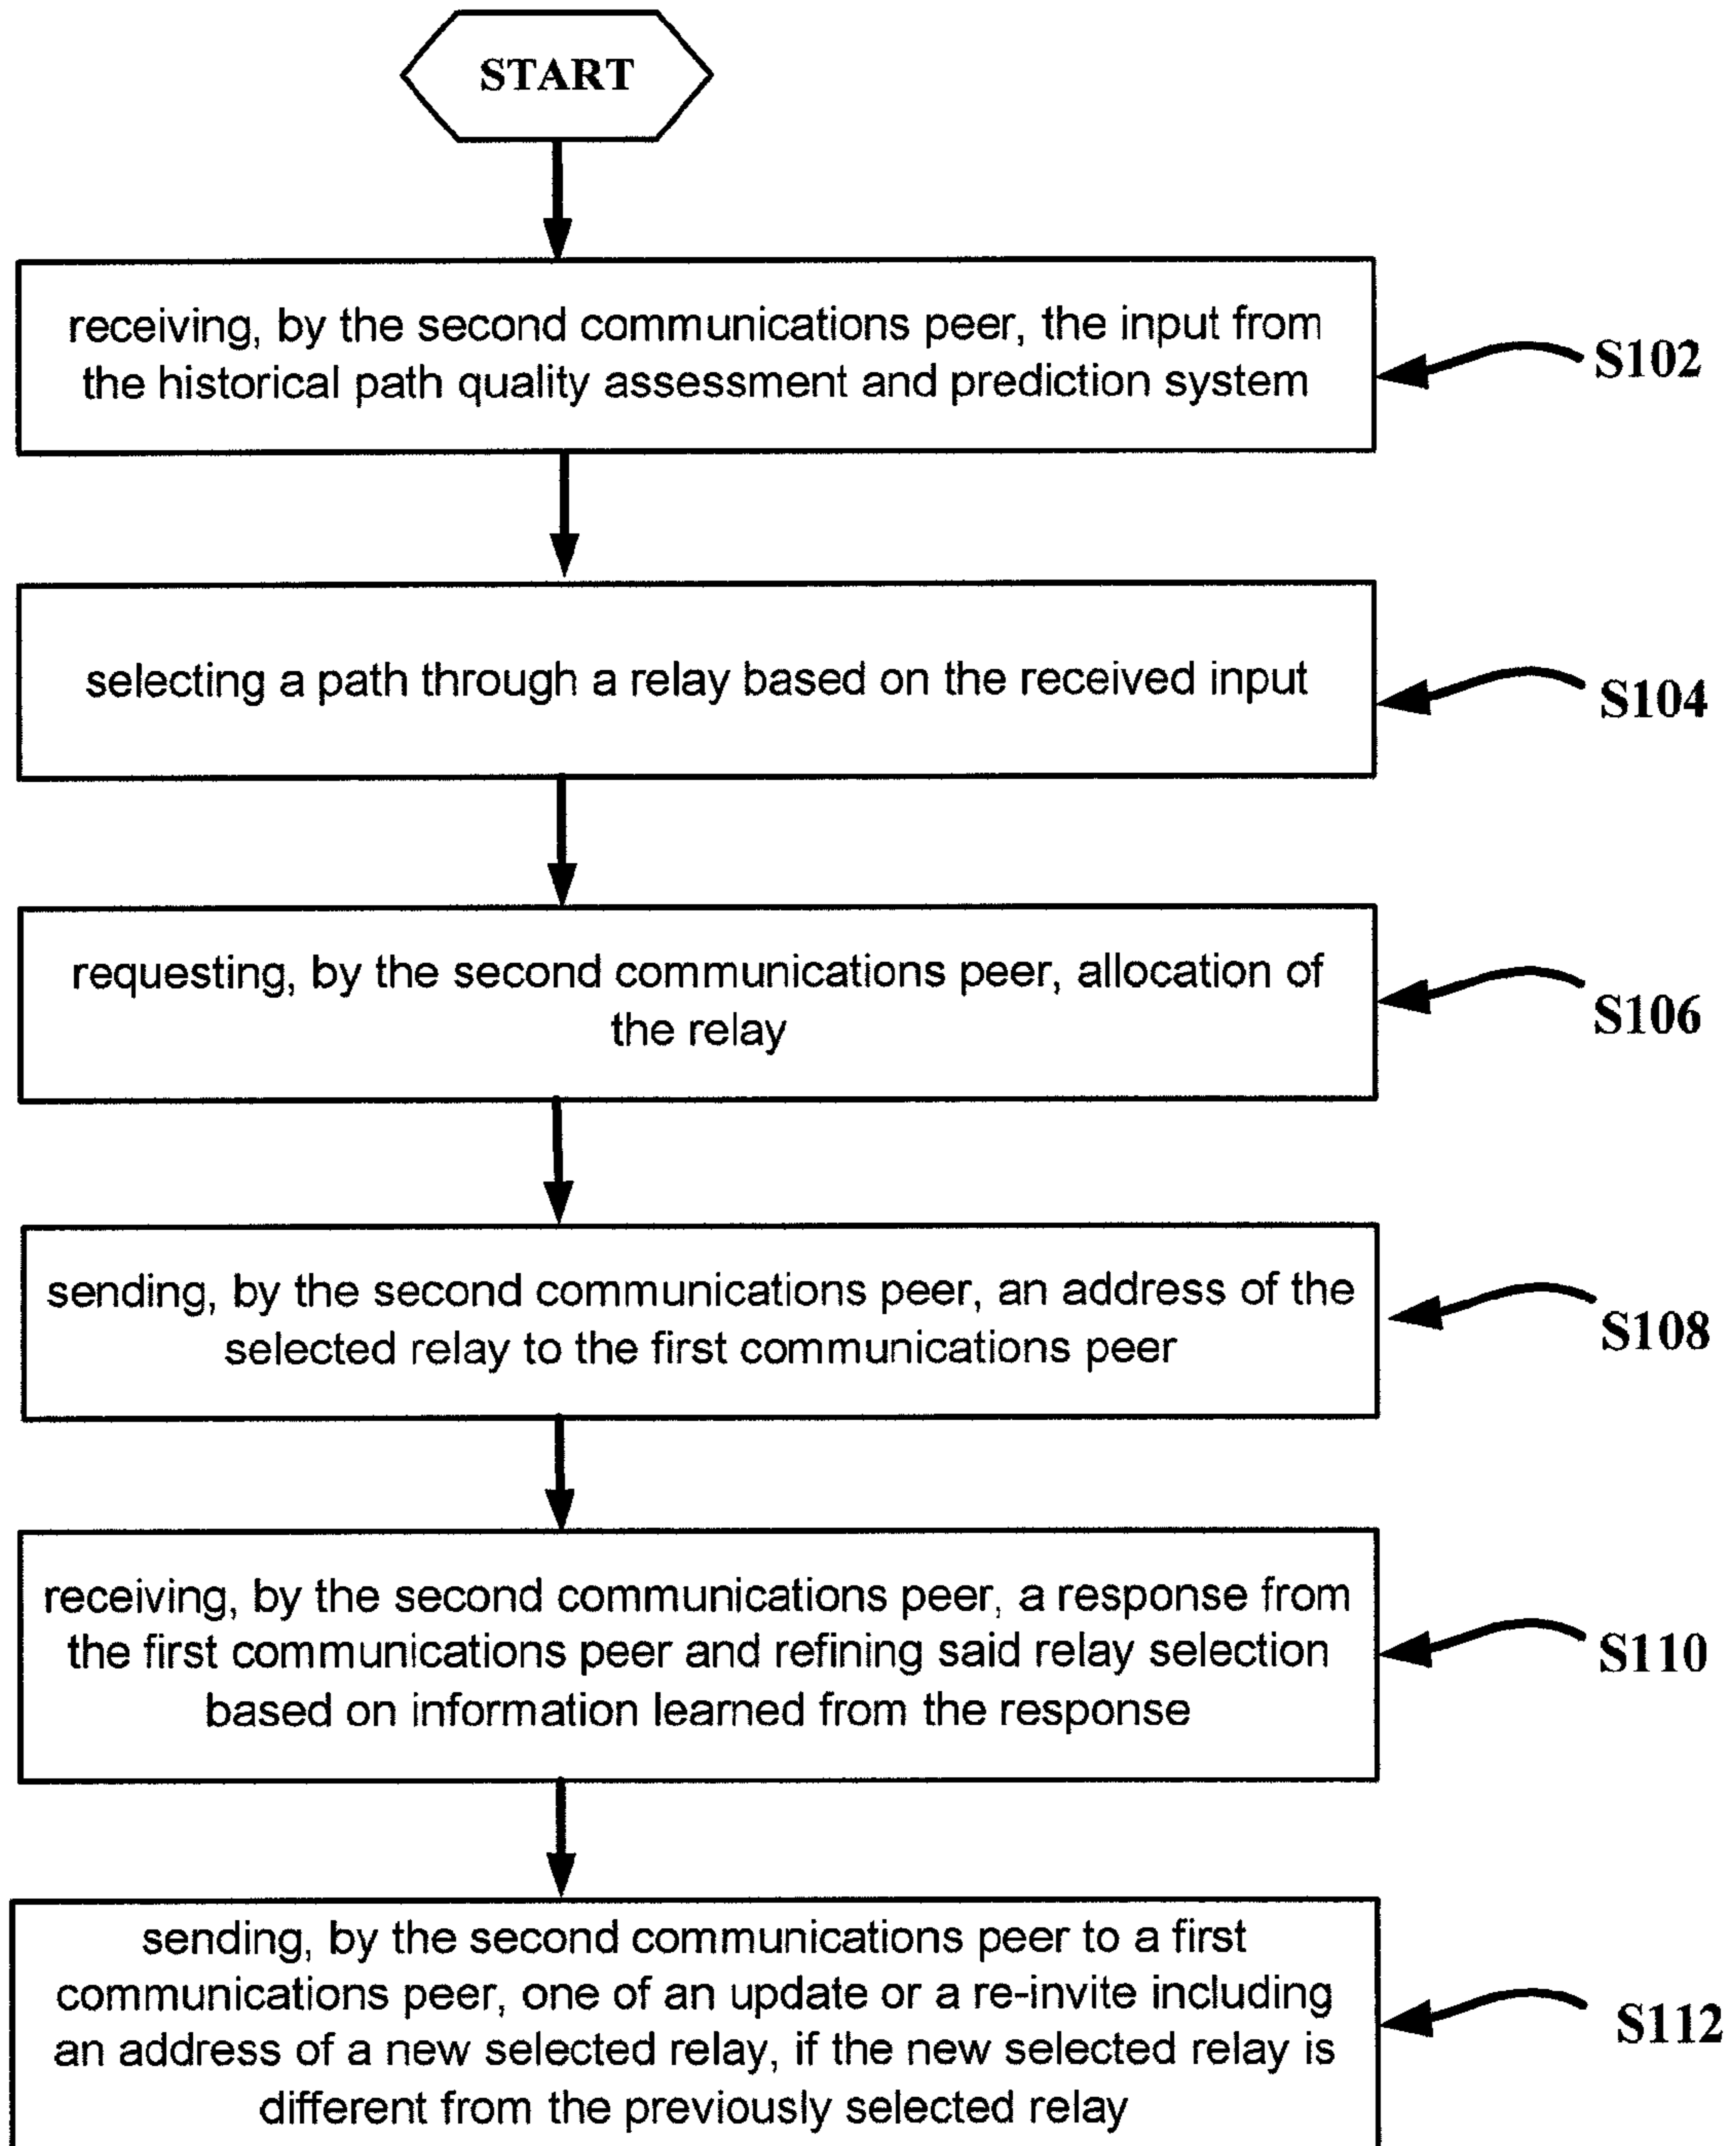 START
receiving, by the second communications peer, the input from
the historical path quality assessment and prediction system
S102
selecting a path through a relay based on the received input
S104
requesting, by the second communications peer, allocation of
the relay
S106
sending, by the second communications peer, an address of the
selected relay to the first communications peer
S108
receiving, by the second communications peer, a response from
the first communications peer and refining said relay selection
based on information learned from the response
S110
sending, by the second communications peer to a first
communications peer, one of an update or a re-invite including
an address of a new selected relay, if the new selected relay is
different from the previously selected relay
S112